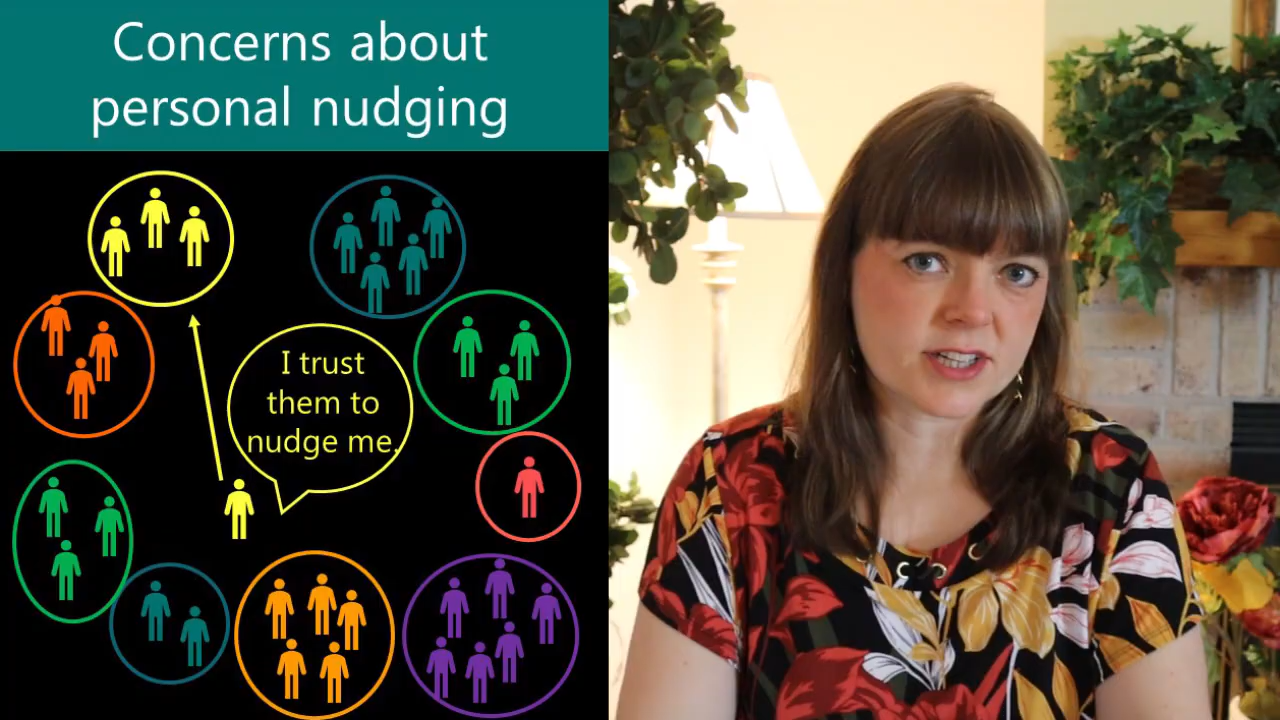 Concerns about
personal nudging
I trust
them to
nudge me.